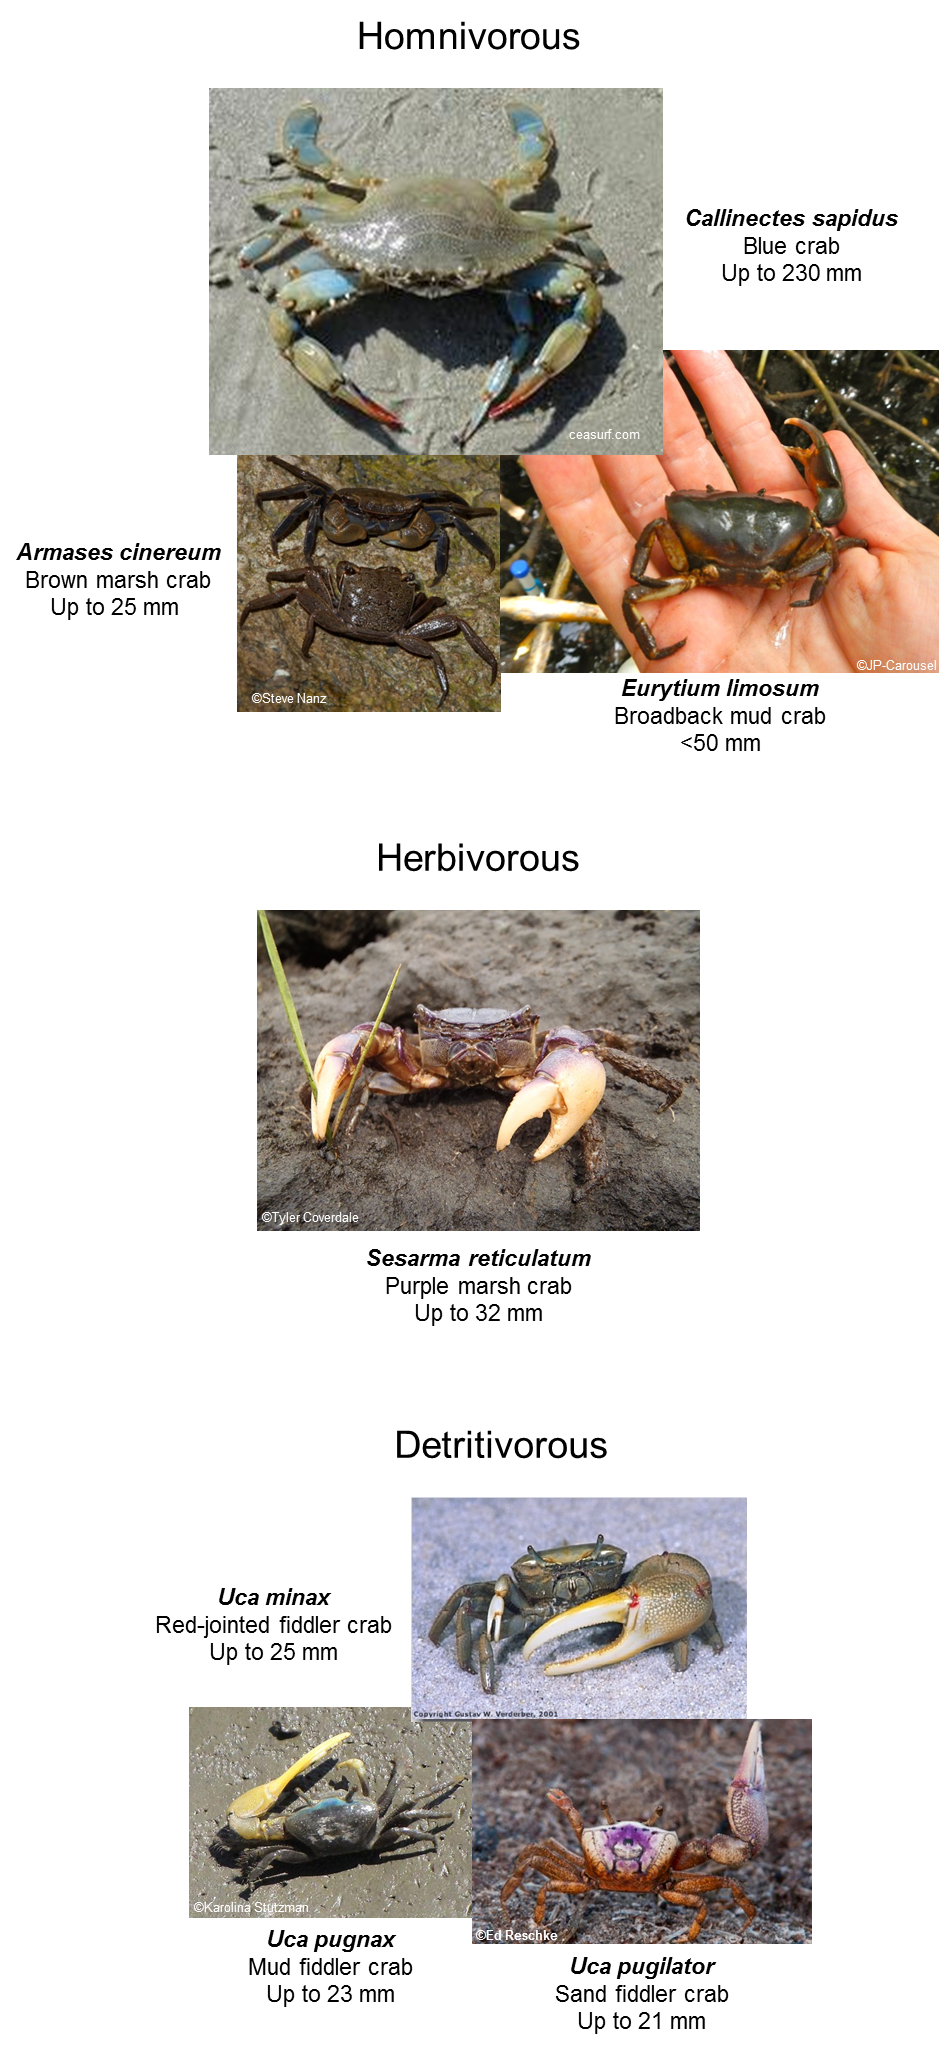 Homnivorous
Callinectes sapidus
Blue crab
Up to 230 mm
ceasurf.com
Armases cinereum
Brown marsh crab
Up to 25 mm
©Steve Nanz
©JP-Carousel
Eurytium limosum
Broadback mud crab
<50 mm
Herbivorous
©Tyler Coverdale
Sesarma reticulatum
Purple marsh crab
Up to 32 mm
Detritivorous
Uca minax
Red-jointed fiddler crab
Up to 25 mm
Copyright Gustav W. Verderber, 2001
©Karolina Stutzman
Uca pugnax
Mud fiddler crab
Up to 23 mm
©Ed Reschke .
Uca pugilator
Sand fiddler crab
Up to 21 mm